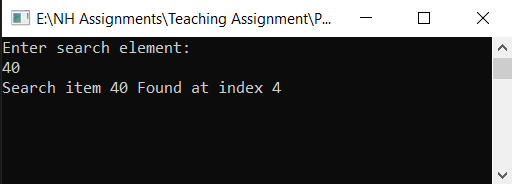 E:\NH Assignments\Teaching Assignment\P...
Enter search element:
40
Search item 40 Found at index 4